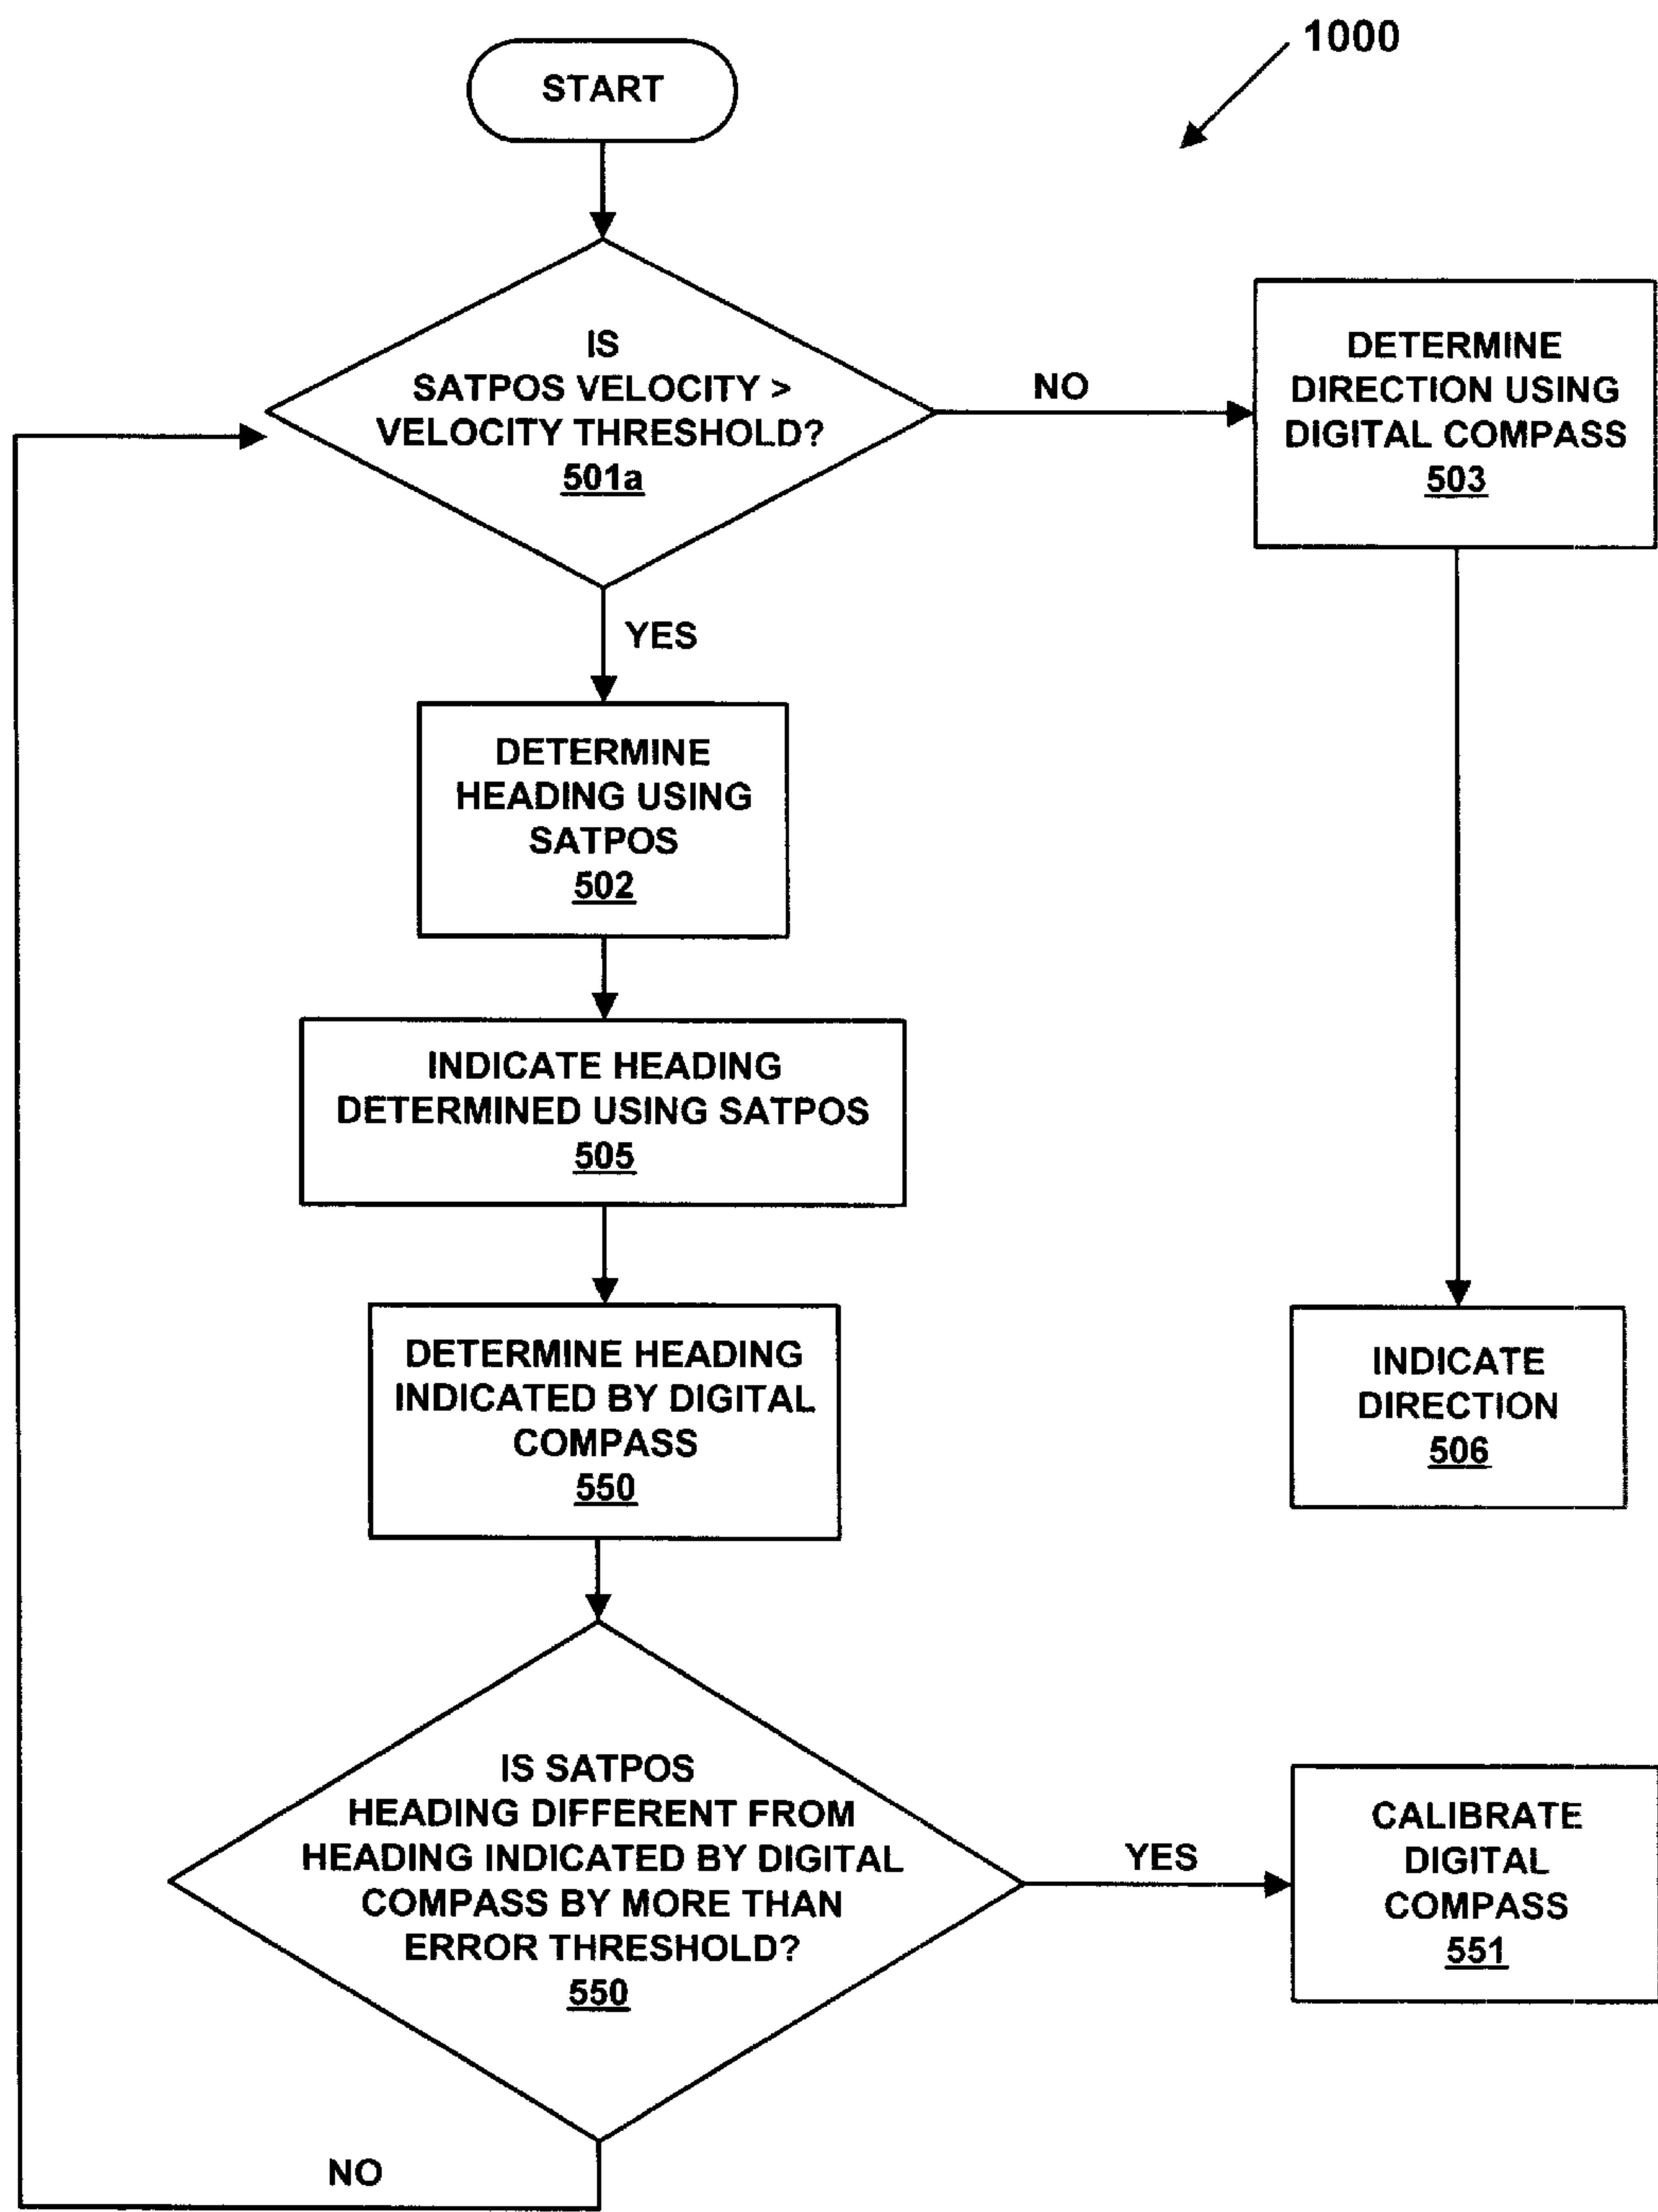 1000
START
IS
SATPOS VELOCITY >
VELOCITY THRESHOLD?
501a
NO
DETERMINE
DIRECTION USING
DIGITAL COMPASS
503
YES
DETERMINE
HEADING USING
SATPOS
502
INDICATE HEADING
DETERMINED USING SATPOS
505
DETERMINE HEADING
INDICATED BY DIGITAL
COMPASS
550
INDICATE
DIRECTION
506
IS SATPOS
HEADING DIFFERENT FROM
HEADING INDICATED BY DIGITAL
COMPASS BY MORE THAN
ERROR THRESHOLD?
550
YES
CALIBRATE
DIGITAL
COMPASS
551
NO